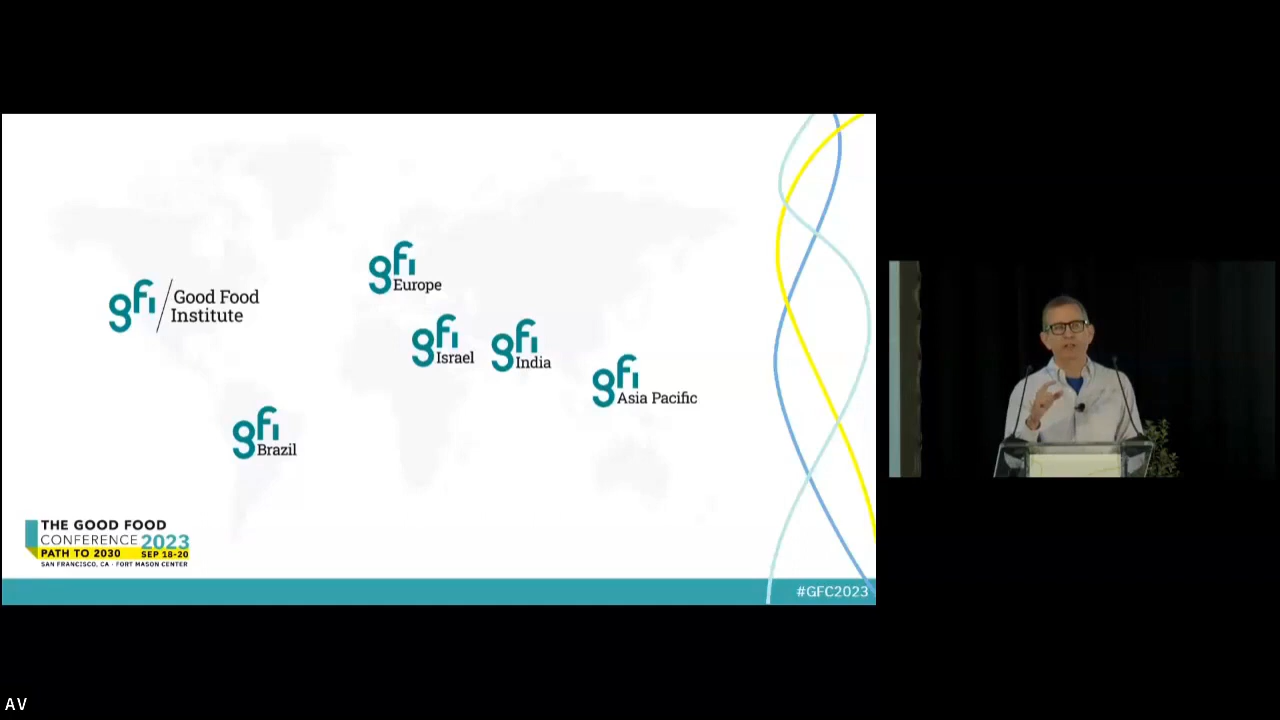 gfi Europe
gfi / Good Food Institute
gfi Israel
gfi India
gfi Asia Pacific
gfi Brazil
THE GOOD FOOD
CONFERENCE 2023
PATH TO 2030 SEP 18-20
SAN FRANCISCO, CA - FORT MASON CENTER
#GFC2023
AV